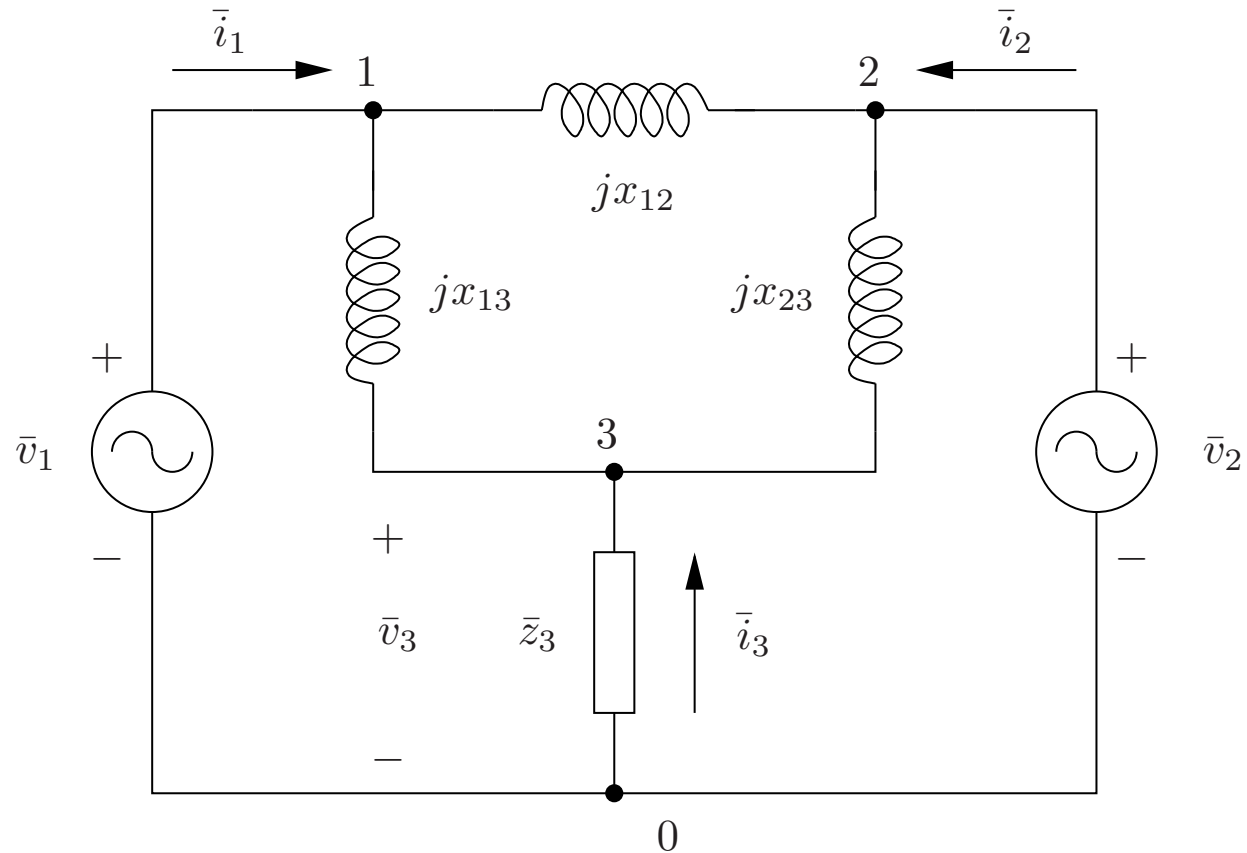 ī₁ ī₂
1 2
jx₁₂
jx₁₃ jx₂₃
+ +
3
v̄₁ v̄₂
+
− −
v̄₃ z̄₃ ī₃
−
0